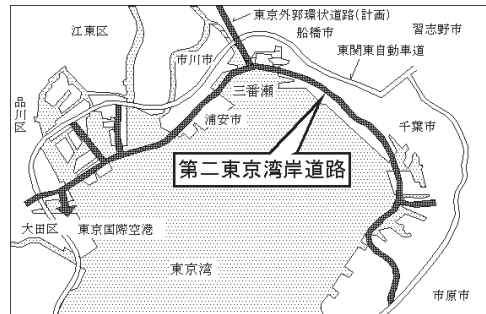 東京外郭環状道路(計画)
習志野市
江東区
船橋市
東関東自動車道
市川市
三番瀬
品川区
浦安市
千葉市
第二東京湾岸道路
大田区
東京国際空港
東京湾
市原市